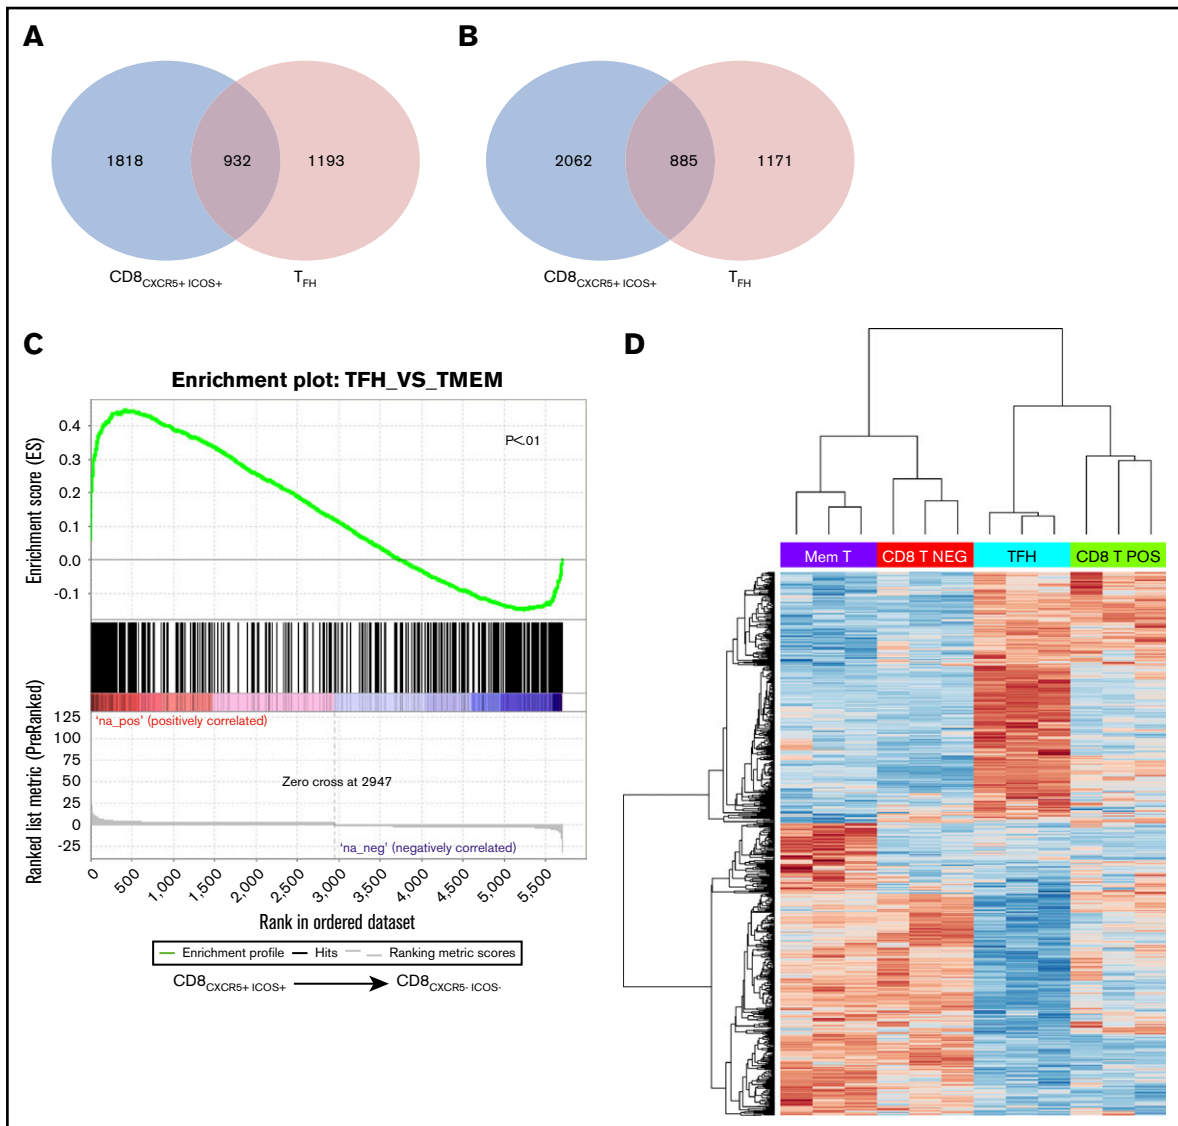 A
B
1818
932
1193
2062
885
1171
CD8CXCR5+ ICOS+
TFH
CD8CXCR5+ ICOS+
TFH
C
D
Enrichment plot: TFH_VS_TMEM
Enrichment score (ES)
0.4
0.3
0.2
0.1
0.0
-0.1
P<.01
Ranked list metric (PreRanked)
125
100
75
50
25
0
-25
'na_pos' (positively correlated)
Zero cross at 2947
'na_neg' (negatively correlated)
0
500
1,000
1,500
2,000
2,500
3,000
3,500
4,000
4,500
5,000
5,500
Rank in ordered dataset
Enrichment profile
Hits
Ranking metric scores
CD8CXCR5+ ICOS+
CD8CXCR5- ICOS-
Mem T
CD8 T NEG
TFH
CD8 T POS